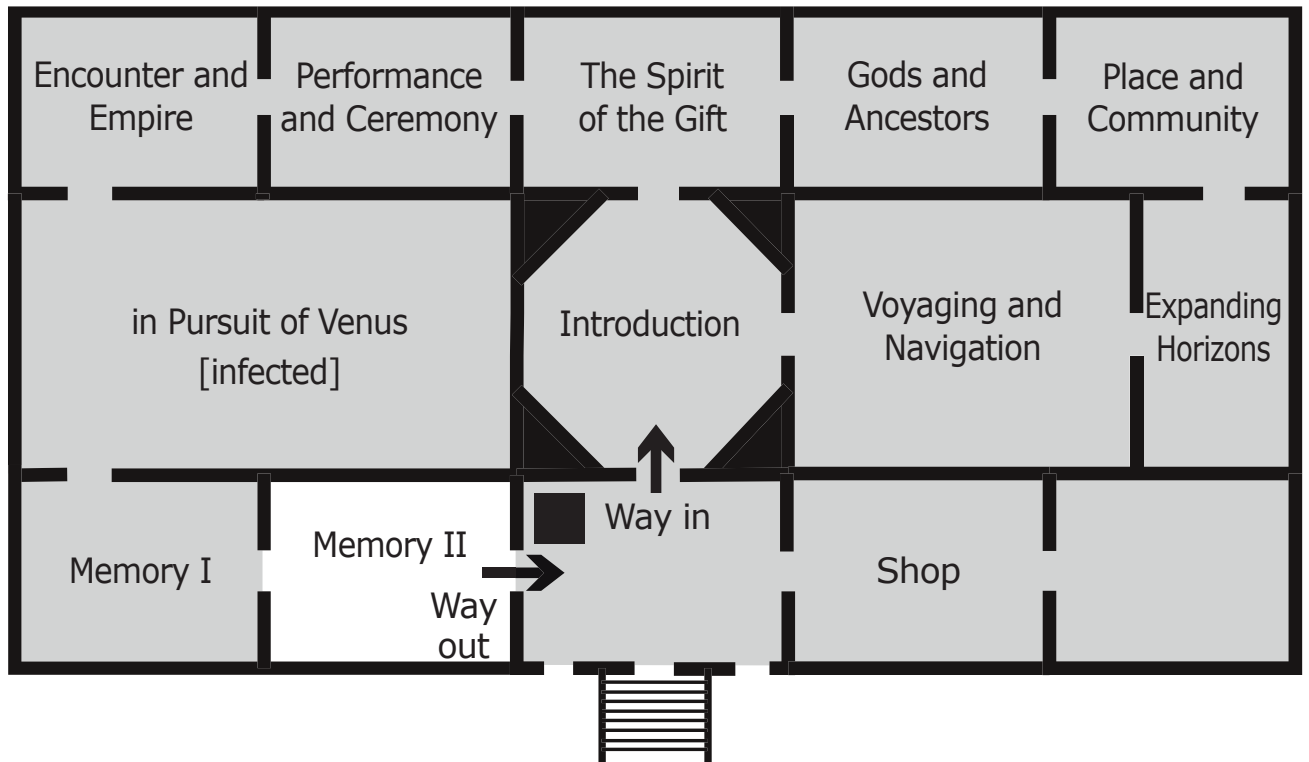 Encounter and
Empire
Performance
and Ceremony
The Spirit
of the Gift
Gods and
Ancestors
Place and
Community
in Pursuit of Venus
[infected]
Introduction
Voyaging and
Navigation
Expanding
Horizons
Memory I
Memory II
Way
out
Way in
Shop